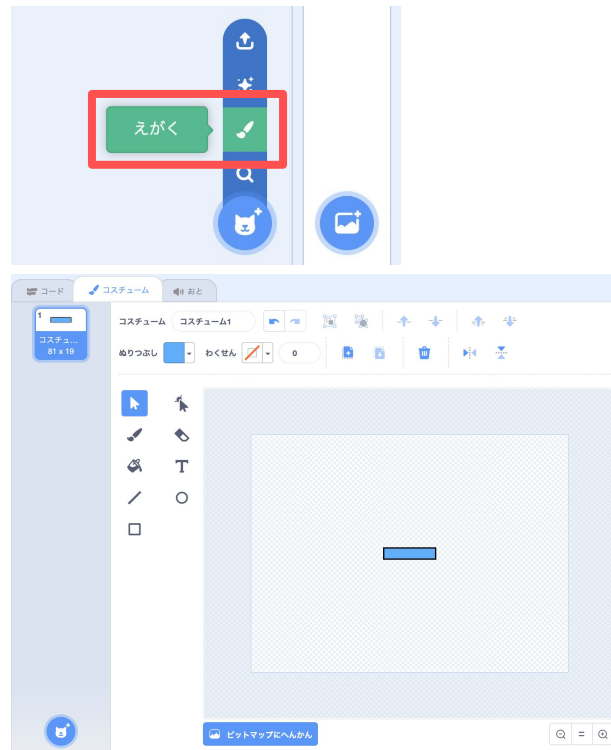 えがく
コード
コスチューム
おと
1
コスチュ...
81 x 19
コスチューム
コスチューム1
ぬりつぶし
わくせん
0
T
ビットマップにへんかん